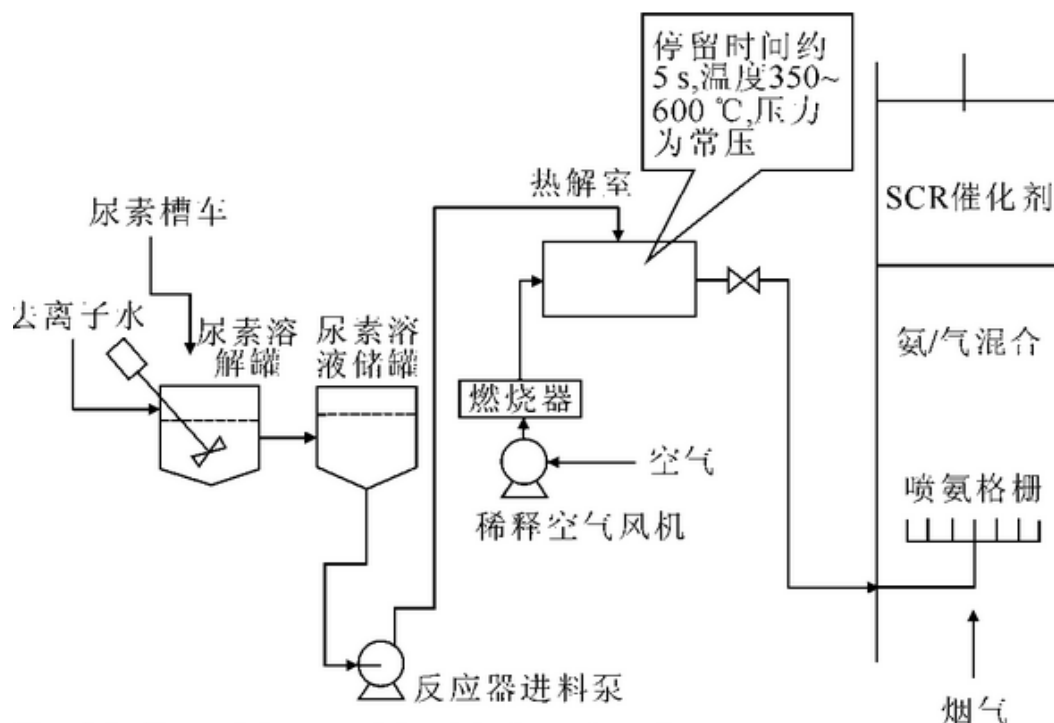 停留时间约
5 s,温度350~
600 ℃,压力
为常压
热解室
SCR催化剂
尿素槽车
去离子水
尿素溶
解罐
尿素溶
液储罐
氨/气混合
燃烧器
空气
喷氨格栅
稀释空气风机
反应器进料泵
烟气